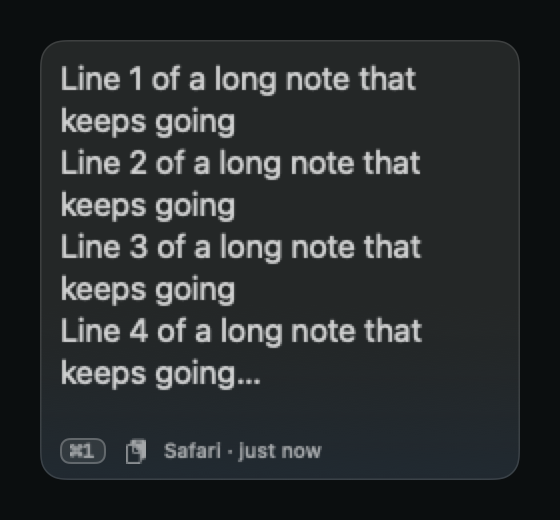 Line 1 of a long note that
keeps going
Line 2 of a long note that
keeps going
Line 3 of a long note that
keeps going
Line 4 of a long note that
keeps going...
⌘1 Safari · just now